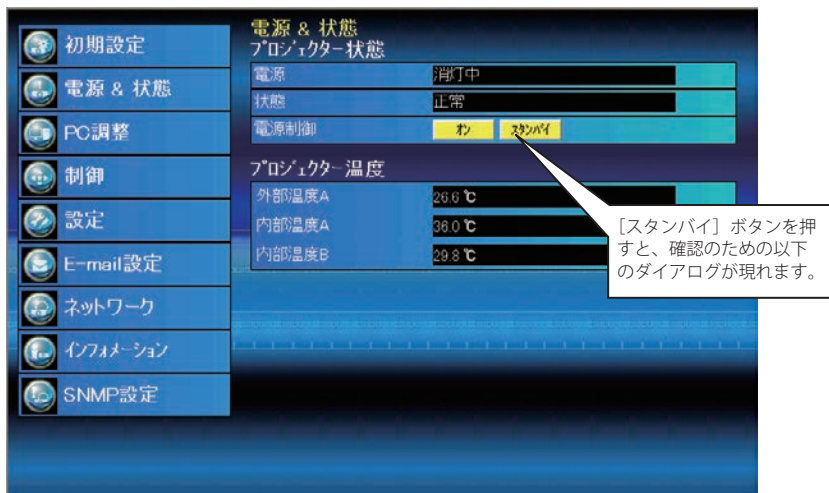 初期設定
電源 & 状態
PC調整
制御
設定
E-mail設定
ネットワーク
インフォメーション
SNMP設定
電源 & 状態
プロジェクター状態
電源 消灯中
状態 正常
電源制御 オン スタンバイ
プロジェクター温度
外部温度A 26.6 ℃
内部温度A 36.0 ℃
内部温度B 29.8 ℃
［スタンバイ］ボタンを押
すと、確認のための以下
のダイアログが現れます。